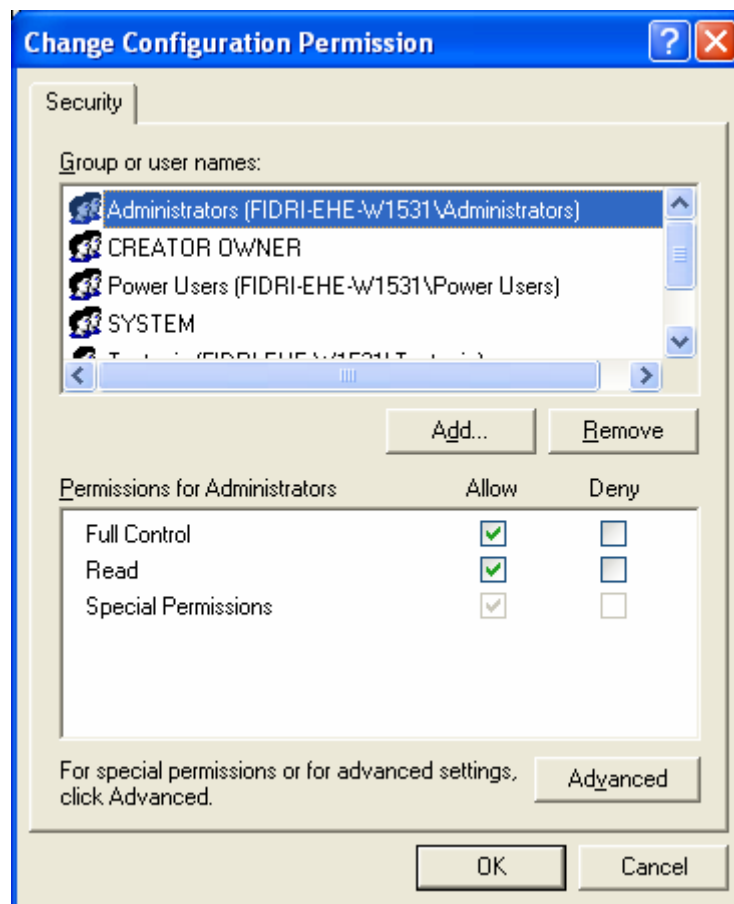 Change Configuration Permission
Security
Group or user names:
Administrators (FIDRI-EHE-W1531\Administrators)
CREATOR OWNER
Power Users (FIDRI-EHE-W1531\Power Users)
SYSTEM
Add...
Remove
Permissions for Administrators Allow Deny
Full Control
Read
Special Permissions
For special permissions or for advanced settings,
click Advanced.
Advanced
OK Cancel